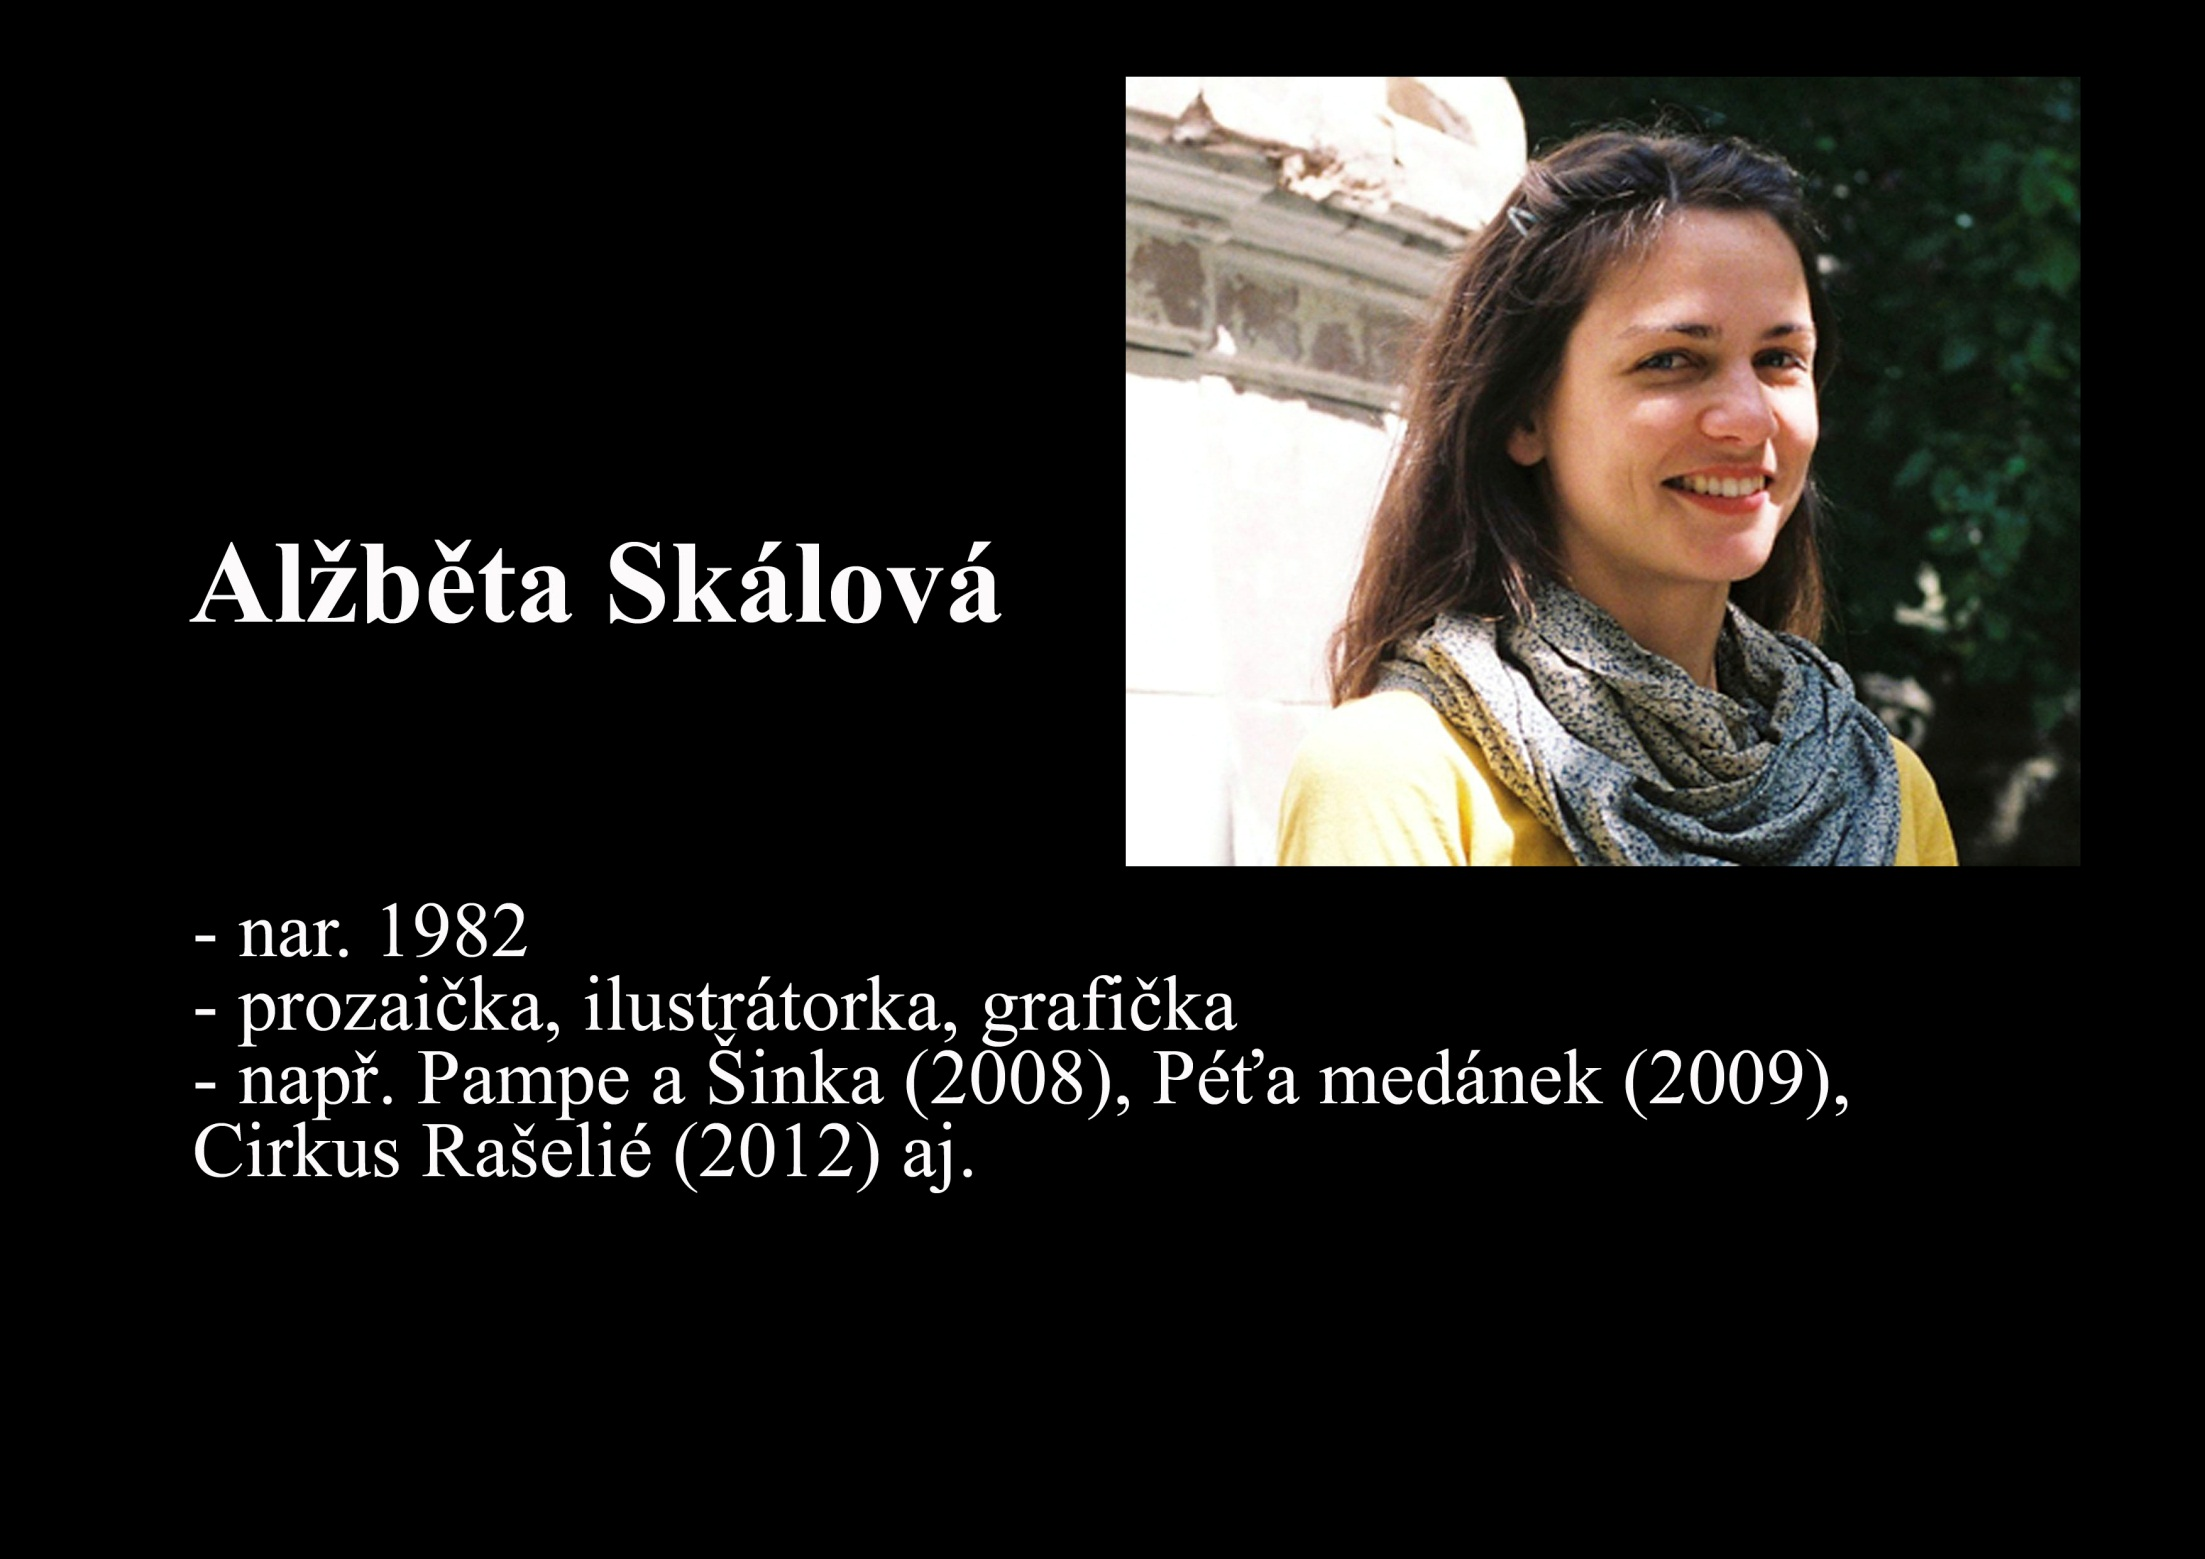 Alžběta Skálová
- nar. 1982
- prozaička, ilustrátorka, grafička
- např. Pampe a Šinka (2008), Péťa medánek (2009),
Cirkus Rašelié (2012) aj.